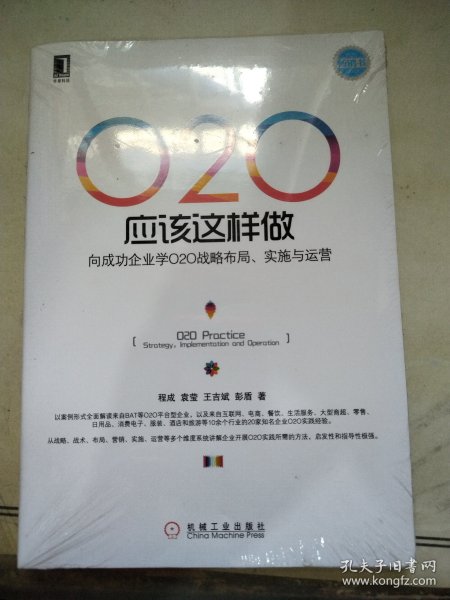 华章科技
O2O
应该这样做
向成功企业学O2O战略布局、实施与运营
[ O2O Practice
Strategy, Implementation and Operation ]
程成 袁莹 王吉斌 彭盾 著
以案例形式全面解读来自BAT等O2O平台型企业，以及来自互联网、电商、餐饮、生活服务、大型商超、零售、
日用品、消费电子、服装、酒店和旅游等10余个行业的20家知名企业O2O实践经验。
从战略、战术、布局、营销、实施、运营等多个维度系统讲解企业开展O2O实践所需的方法，启发性和指导性极强。
机械工业出版社
China Machine Press
孔夫子旧书网
www.kongfz.com